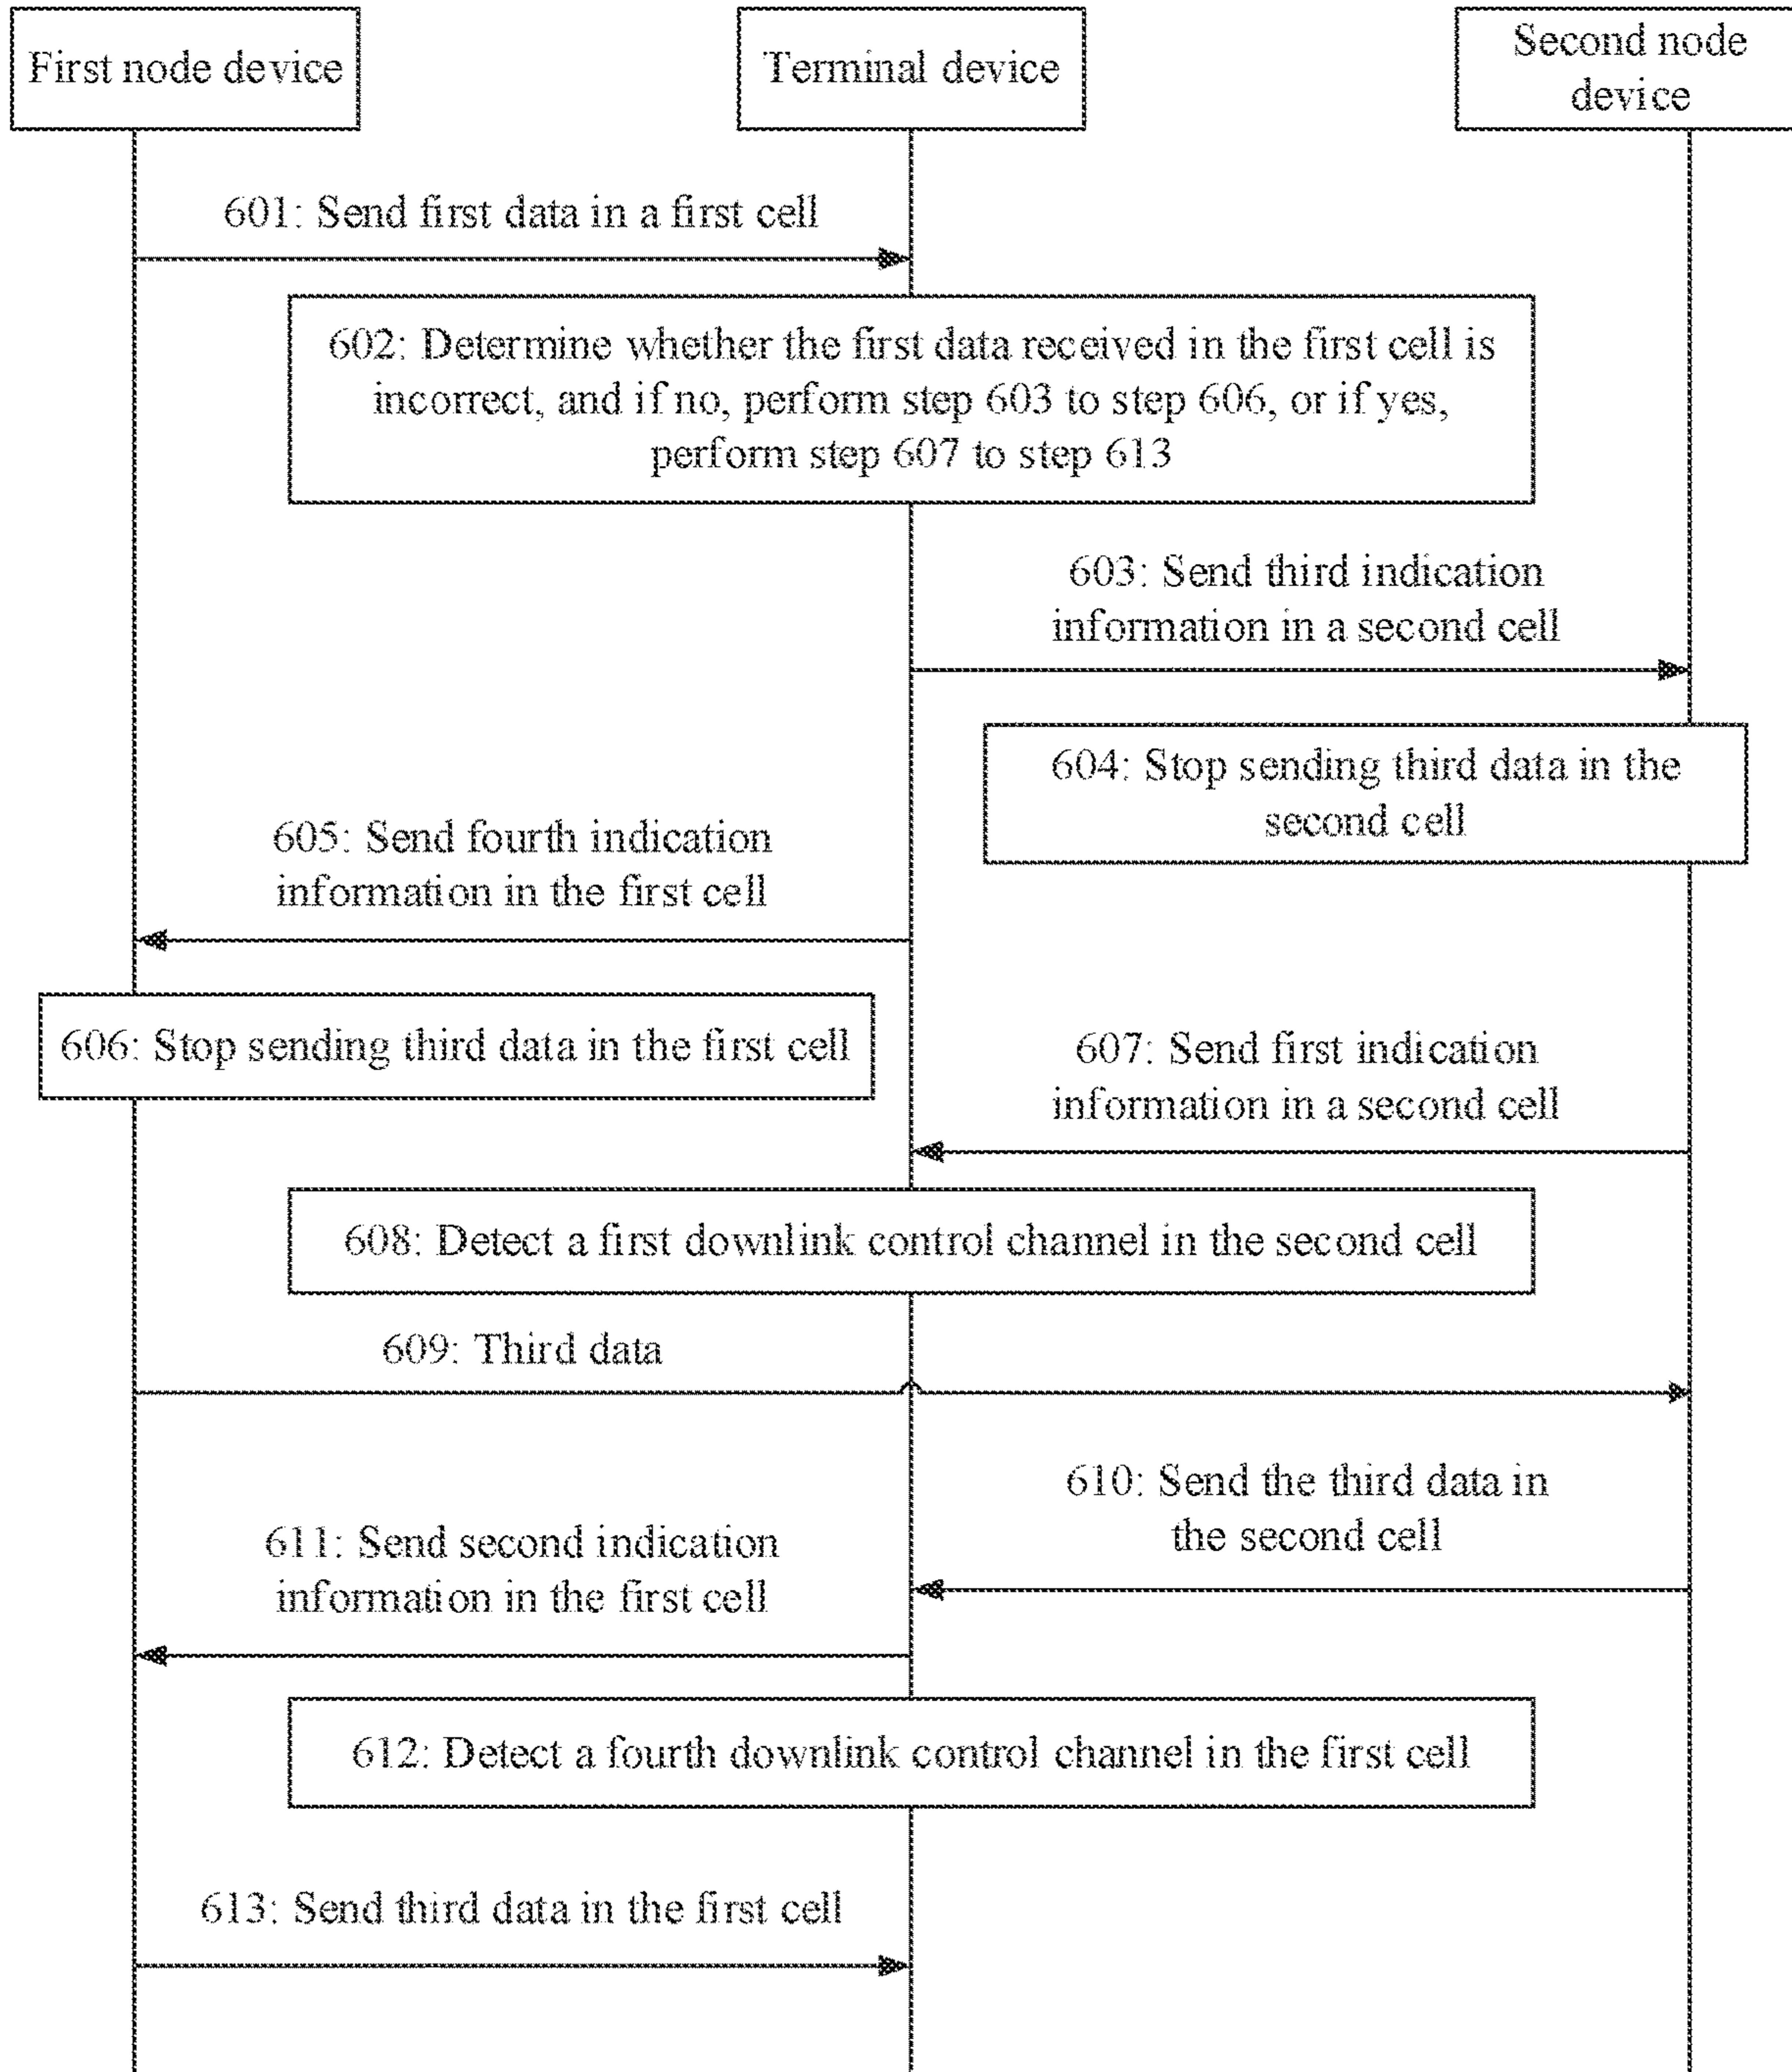 First node device
Terminal device
Second node
device
601: Send first data in a first cell
602: Determine whether the first data received in the first cell is
incorrect, and if no, perform step 603 to step 606, or if yes,
perform step 607 to step 613
603: Send third indication
information in a second cell
604: Stop sending third data in the
second cell
605: Send fourth indication
information in the first cell
606: Stop sending third data in the first cell
607: Send first indication
information in a second cell
608: Detect a first downlink control channel in the second cell
609: Third data
610: Send the third data in
the second cell
611: Send second indication
information in the first cell
612: Detect a fourth downlink control channel in the first cell
613: Send third data in the first cell